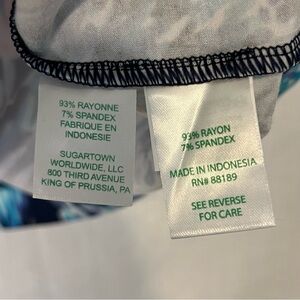 93% RAYONNE
7% SPANDEX
FABRIQUE EN
INDONESIE
SUGARTOWN
WORLDWIDE, LLC
800 THIRD AVENUE
KING OF PRUSSIA, PA
93% RAYON
7% SPANDEX
MADE IN INDONESIA
RN# 88189
SEE REVERSE
FOR CARE